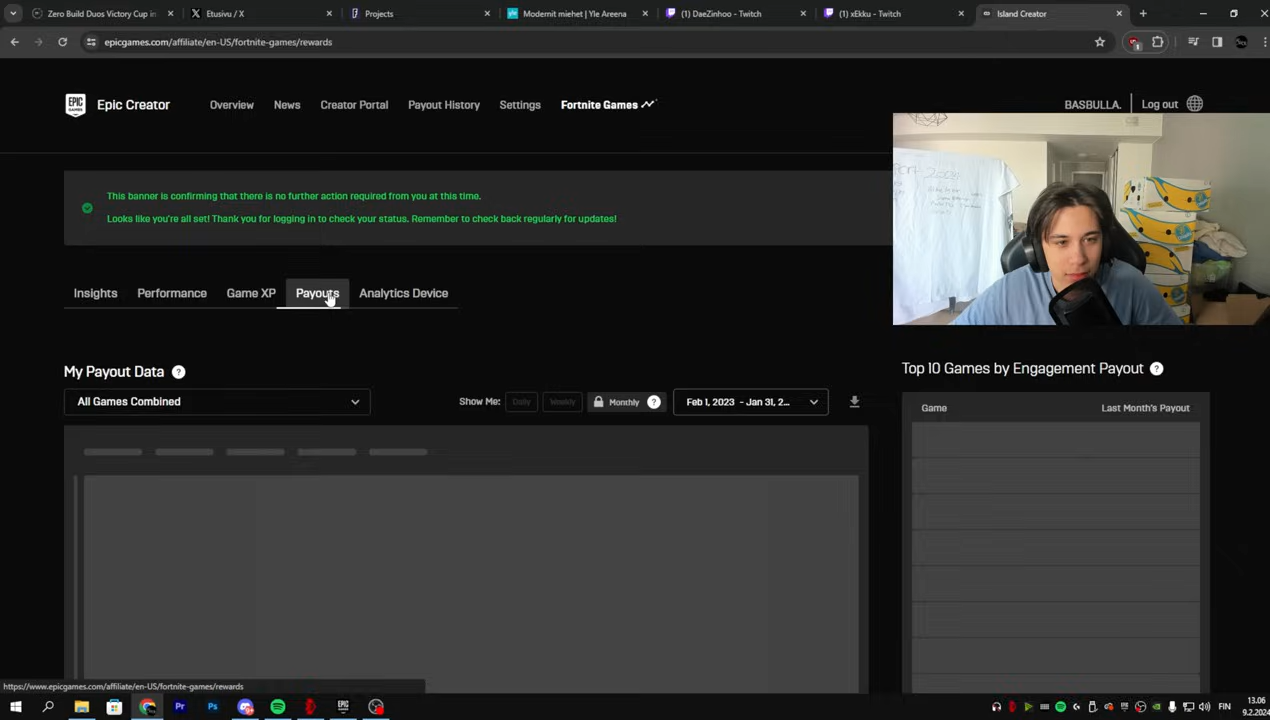 Zero Build Duos Victory Cup in
Etusivu / X
Projects
Modernit miehet | Yle Areena
(1) DaeZinhoo - Twitch
(1) xEkku - Twitch
Island Creator
epicgames.com/affiliate/en-US/fortnite-games/rewards
EPIC GAMES
Epic Creator
Overview
News
Creator Portal
Payout History
Settings
Fortnite Games
BASBULLA.
Log out
This banner is confirming that there is no further action required from you at this time.
Looks like you're all set! Thank you for logging in to check your status. Remember to check back regularly for updates!
Insights
Performance
Game XP
Payouts
Analytics Device
My Payout Data ?
Top 10 Games by Engagement Payout ?
All Games Combined
Show Me:
Daily
Weekly
Monthly ?
Feb 1, 2023 - Jan 31, 2...
Game
Last Month's Payout
https://www.epicgames.com/affiliate/en-US/fortnite-games/rewards
Pr
Ps
FIN
13.06
9.2.2024